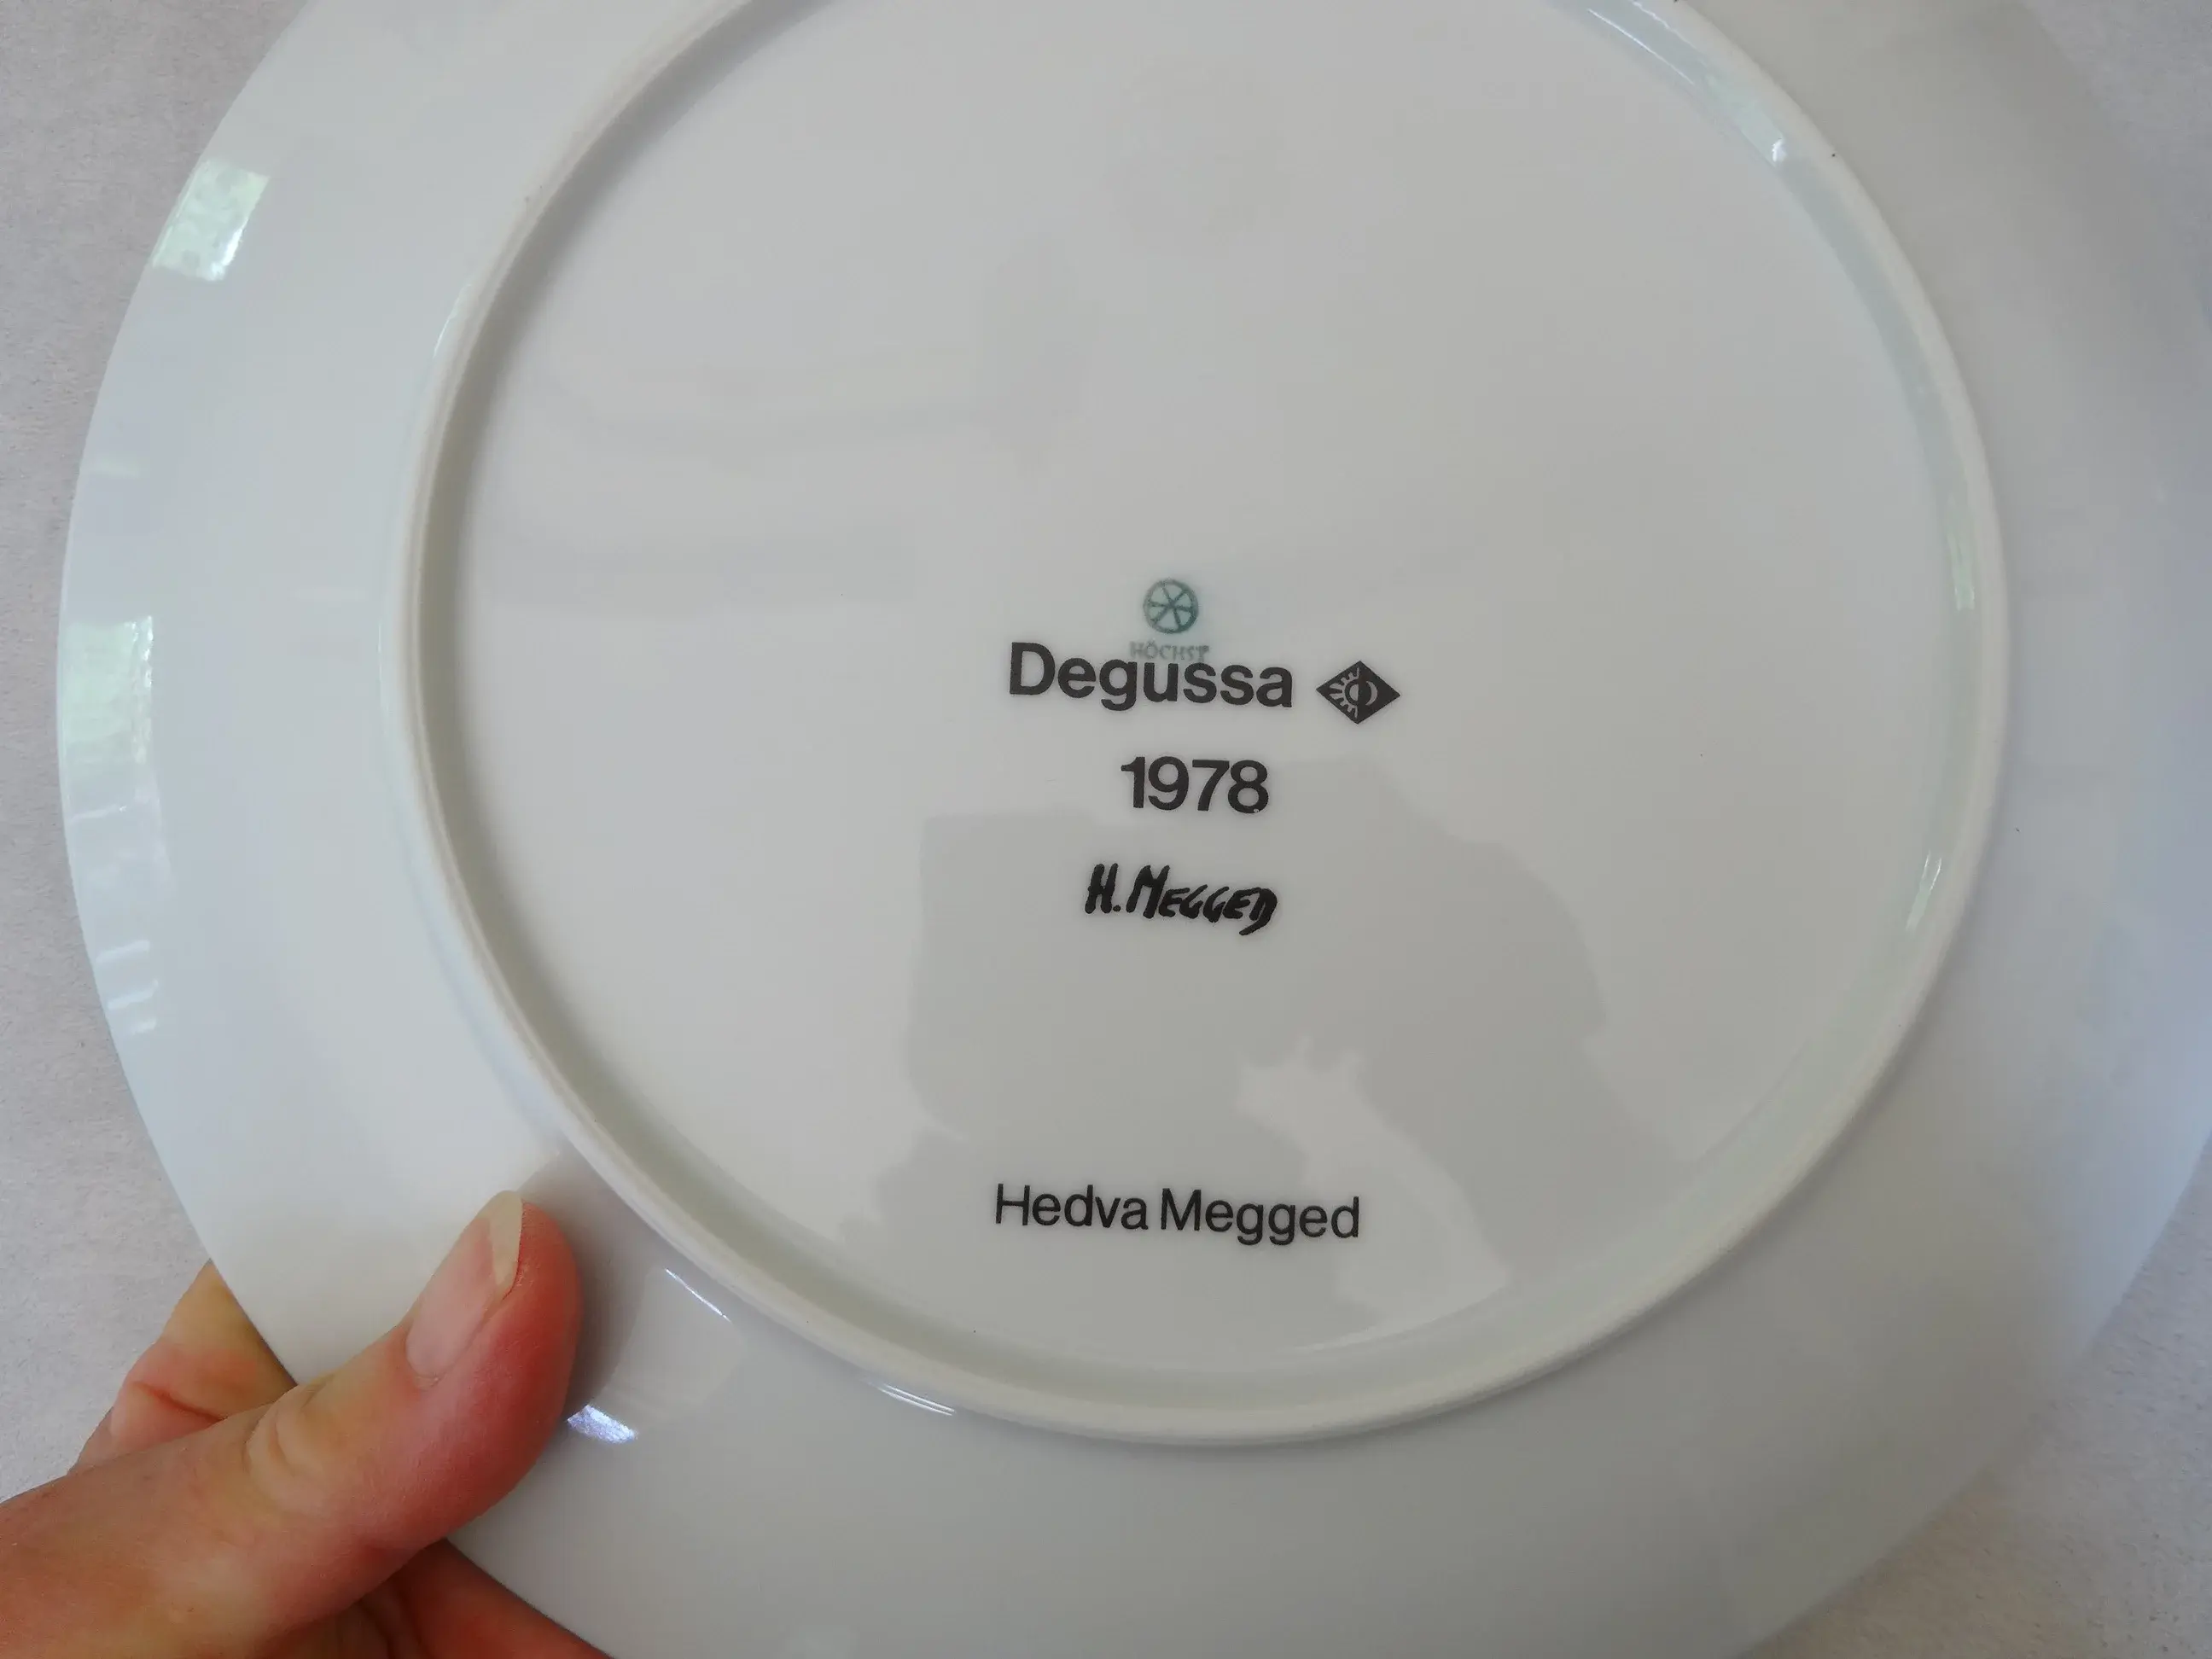 HÖCHST
Degussa
1978
H. MEGGED
Hedva Megged